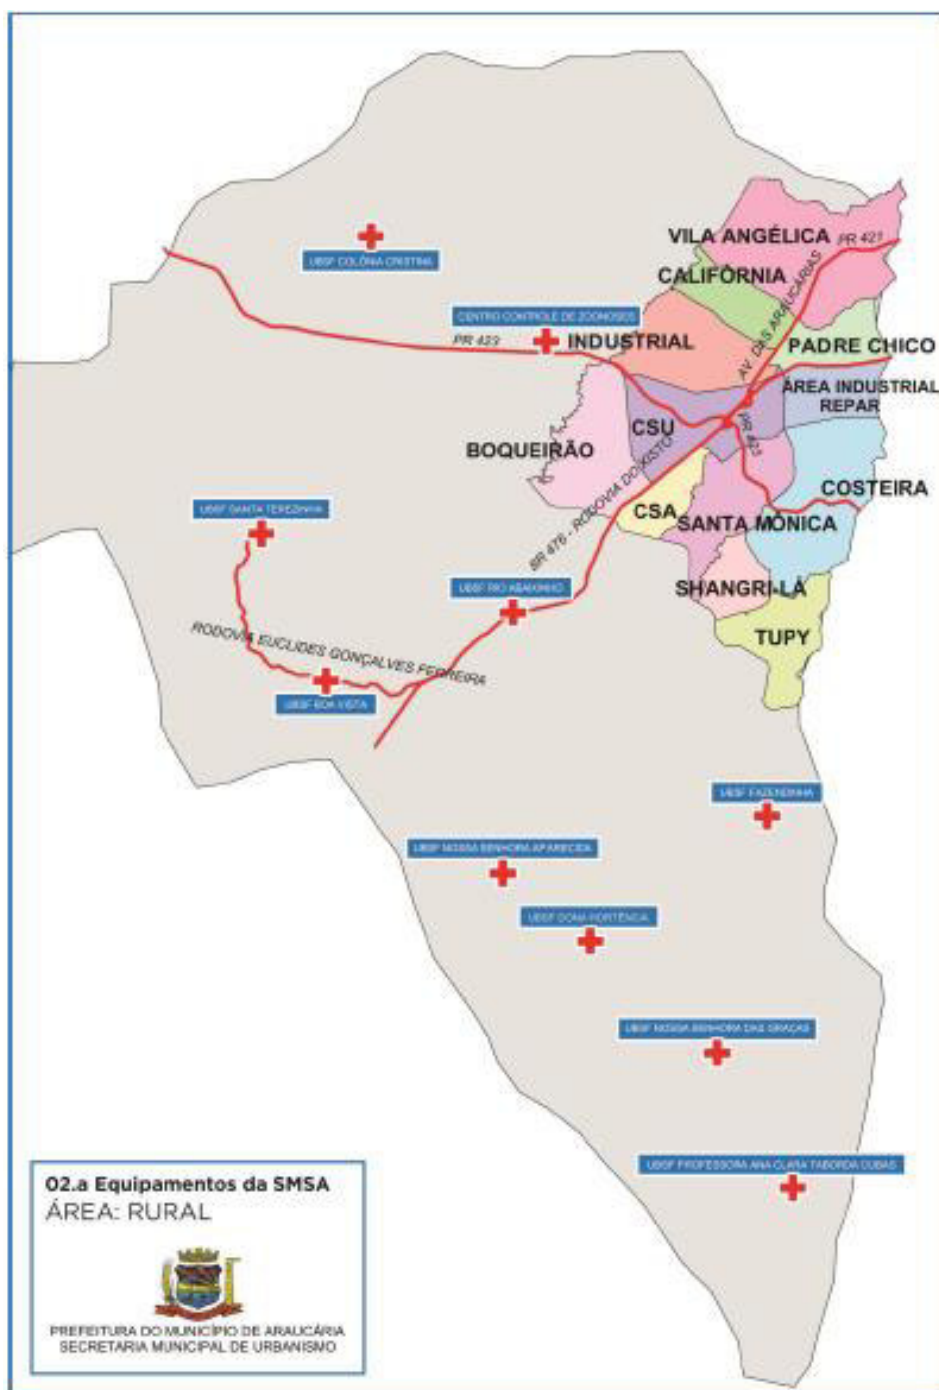 VILA ANGÉLICA
PR 421
UBSF COLÔNIA CRISTINA
CALIFÓRNIA
AV. DAS ARAUCÁRIAS
CENTRO CONTROLE DE ZOONOSES
PR 423
INDUSTRIAL
PADRE CHICO
ÁREA INDUSTRIAL
REPAR
CSU
PR 423
BOQUEIRÃO
COSTEIRA
UBSF SANTA TEREZINHA
CSA
SANTA MÔNICA
BR 476 - RODOVIA DO XISTO
UBSF RIO ABAIXINHO
SHANGRI-LÁ
TUPY
RODOVIA EUCLIDES GONÇALVES FERREIRA
UBSF BOA VISTA
UBSF FAZENDINHA
UBSF NOSSA SENHORA APARECIDA
UBSF DONA HORTÊNCIA
UBSF NOSSA SENHORA DAS GRAÇAS
UBSF PROFESSORA ANA CLARA TABORDA CUBAS
02.a Equipamentos da SMSA
ÁREA: RURAL
PREFEITURA DO MUNICÍPIO DE ARAUCÁRIA
SECRETARIA MUNICIPAL DE URBANISMO